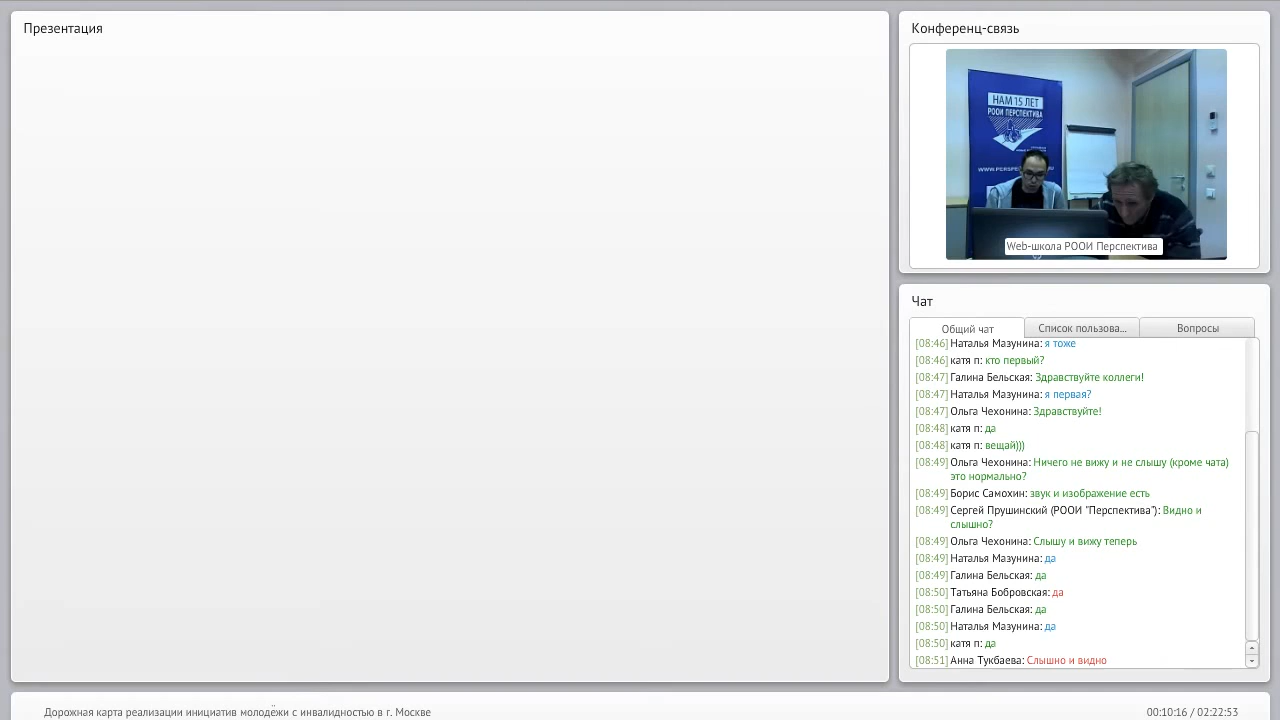 Презентация
Конференц-связь
НАМ 15 ЛЕТ
РООИ ПЕРСПЕКТИВА
Web-школа РООИ Перспектива
Чат
Общий чат
Список пользова...
Вопросы
[08:46] Наталья Мазунина: я тоже
[08:46] катя п: кто первый?
[08:47] Галина Бельская: Здравствуйте коллеги!
[08:47] Наталья Мазунина: я первая?
[08:47] Ольга Чехонина: Здравствуйте!
[08:48] катя п: да
[08:48] катя п: вещай)))
[08:49] Ольга Чехонина: Ничего не вижу и не слышу (кроме чата)
это нормально?
[08:49] Борис Самохин: звук и изображение есть
[08:49] Сергей Прушинский (РООИ "Перспектива"): Видно и
слышно?
[08:49] Ольга Чехонина: Слышу и вижу теперь
[08:49] Наталья Мазунина: да
[08:49] Галина Бельская: да
[08:50] Татьяна Бобровская: да
[08:50] Галина Бельская: да
[08:50] Наталья Мазунина: да
[08:50] катя п: да
[08:51] Анна Тукбаева: Слышно и видно
Дорожная карта реализации инициатив молодёжи с инвалидностью в г. Москве
00:10:16 / 02:22:53